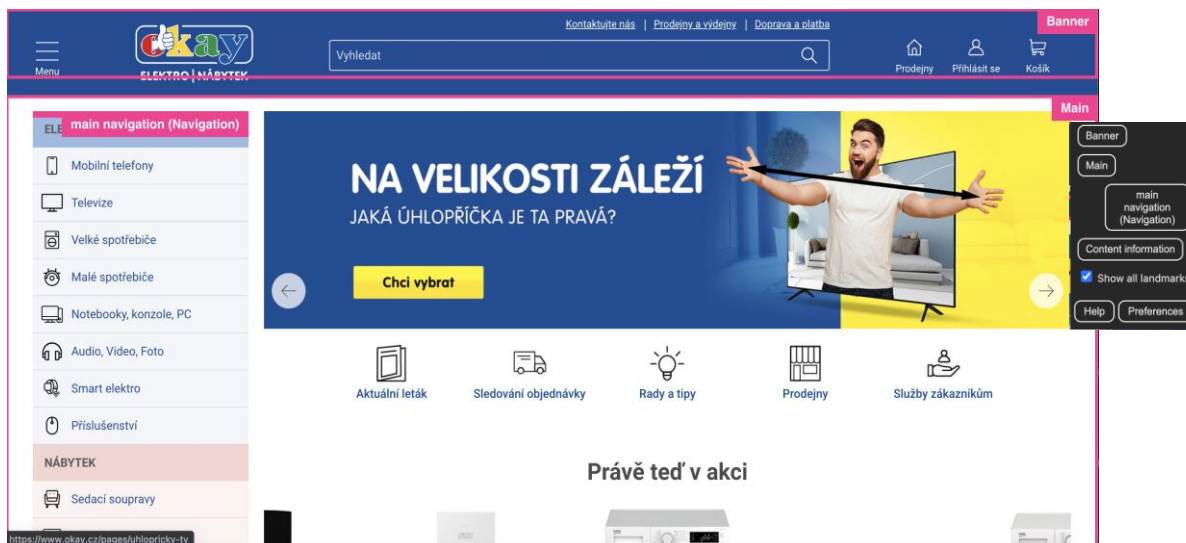 Kontaktujte nás | Prodejny a výdejny | Doprava a platba
Banner
Menu
okay
ELEKTRO | NÁBYTEK
Vyhledat
Prodejny
Přihlásit se
Košík
Main
ELE
main navigation (Navigation)
Mobilní telefony
Televize
Velké spotřebiče
Malé spotřebiče
Notebooky, konzole, PC
Audio, Video, Foto
Smart elektro
Příslušenství
NÁBYTEK
Sedací soupravy
https://www.okay.cz/pages/uhlopricky-tv
NA VELIKOSTI ZÁLEŽÍ
JAKÁ ÚHLOPŘÍČKA JE TA PRAVÁ?
Chci vybrat
Aktuální leták
Sledování objednávky
Rady a tipy
Prodejny
Služby zákazníkům
Právě teď v akci
Banner
Main
main
navigation
(Navigation)
Content information
Show all landmark
Help
Preferences